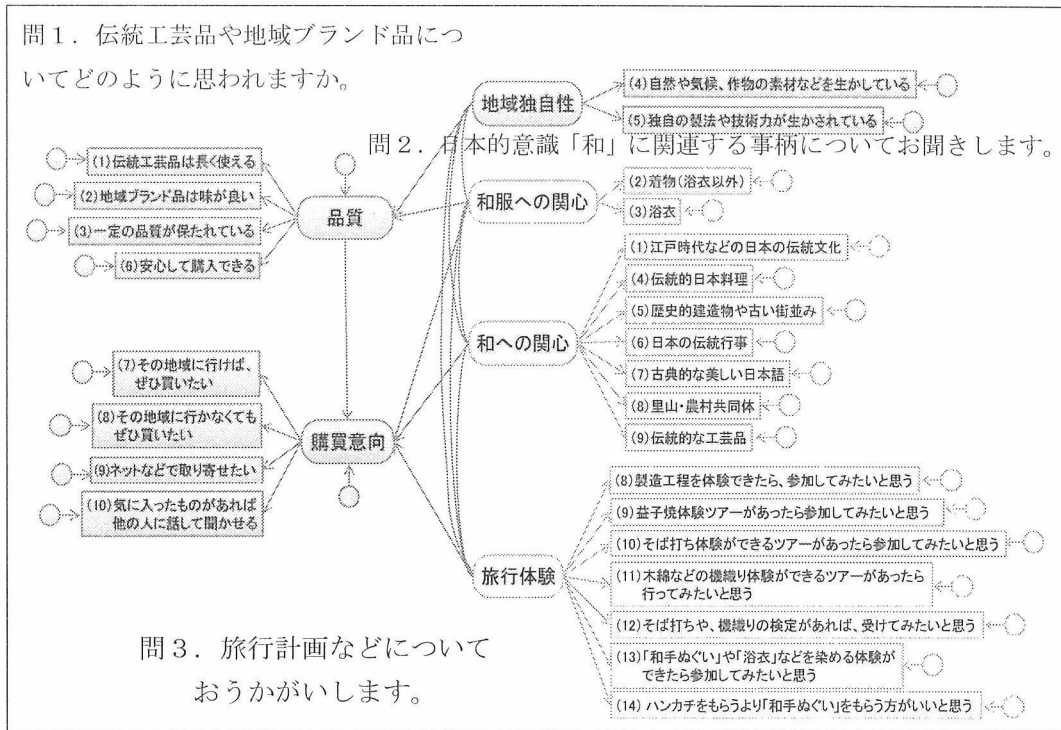 問１．伝統工芸品や地域ブランド品につ
いてどのように思われますか。
地域独自性
(4)自然や気候、作物の素材などを生かしている
(5)独自の製法や技術力が生かされている
問２．日本的意識「和」に関連する事柄についてお聞きします。
(1)伝統工芸品は長く使える
(2)地域ブランド品は味が良い
(3)一定の品質が保たれている
(6)安心して購入できる
品質
和服への関心
(2)着物(浴衣以外)
(3)浴衣
和への関心
(1)江戸時代などの日本の伝統文化
(4)伝統的日本料理
(5)歴史的建造物や古い街並み
(6)日本の伝統行事
(7)古典的な美しい日本語
(8)里山・農村共同体
(9)伝統的な工芸品
(7)その地域に行けば、
ぜひ買いたい
(8)その地域に行かなくても
ぜひ買いたい
(9)ネットなどで取り寄せたい
(10)気に入ったものがあれば
他の人に話して聞かせる
購買意向
旅行体験
(8)製造工程を体験できたら、参加してみたいと思う
(9)益子焼体験ツアーがあったら参加してみたいと思う
(10)そば打ち体験ができるツアーがあったら参加してみたいと思う
(11)木綿などの機織り体験ができるツアーがあったら
行ってみたいと思う
(12)そば打ちや、機織りの検定があれば、受けてみたいと思う
(13)「和手ぬぐい」や「浴衣」などを染める体験が
できたら参加してみたいと思う
(14) ハンカチをもらうより「和手ぬぐい」をもらう方がいいと思う
問３．旅行計画などについて
おうかがいします。